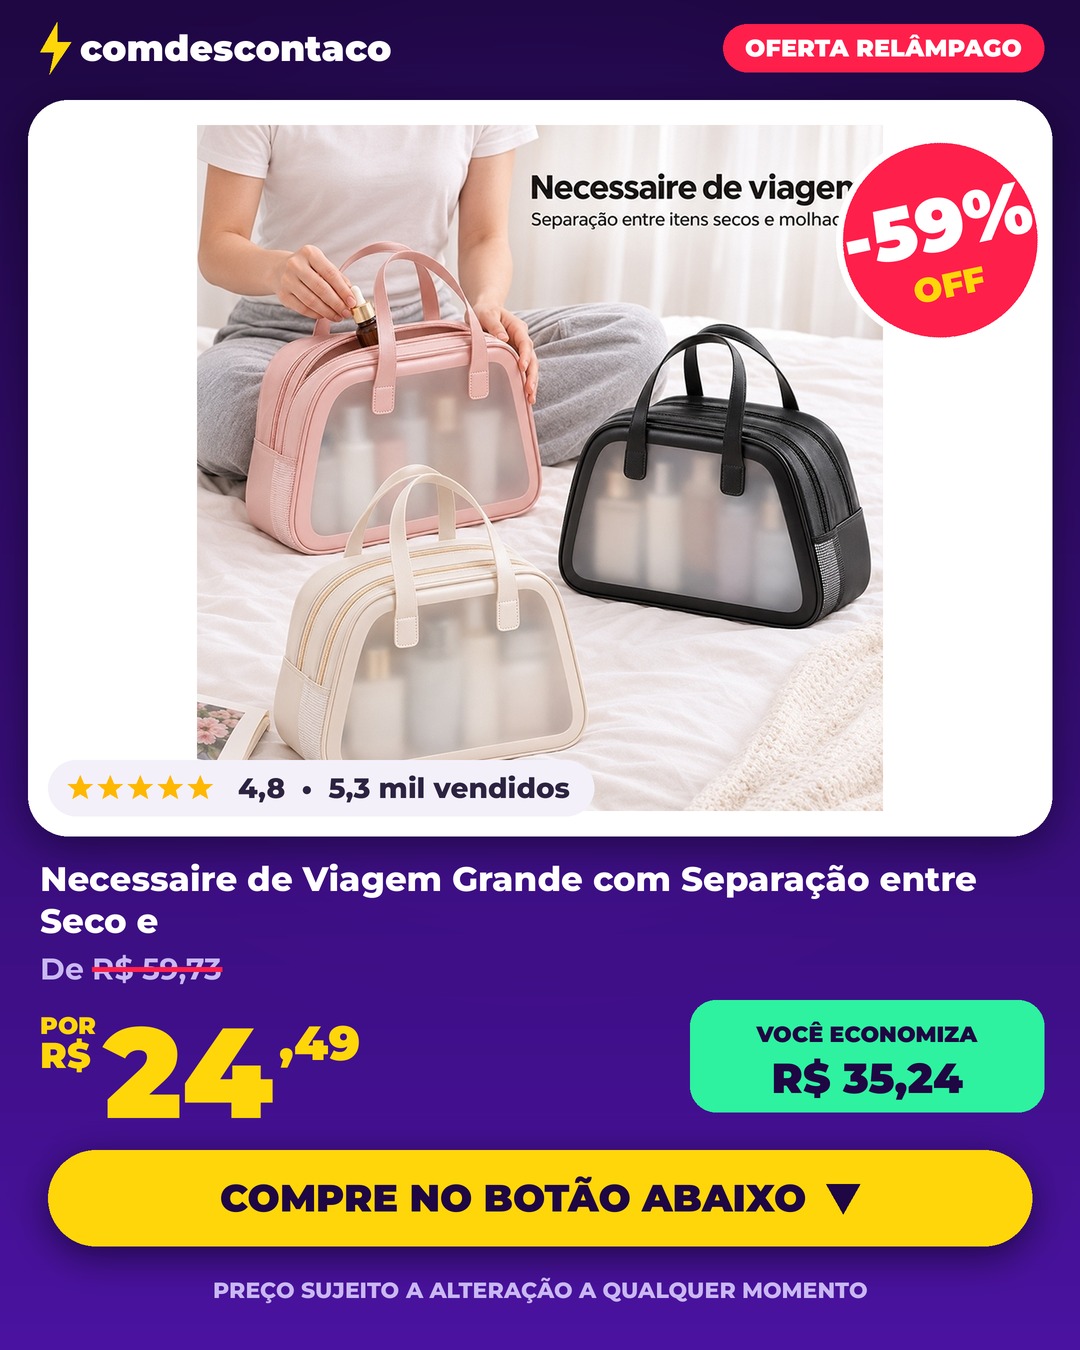 comdescontaco
OFERTA RELÂMPAGO
Necessaire de viagem
Separação entre itens secos e molhad
-59%
OFF
4,8 • 5,3 mil vendidos
Necessaire de Viagem Grande com Separação entre
Seco e
De R$ 59,73
POR
R$ 24,49
VOCÊ ECONOMIZA
R$ 35,24
COMPRE NO BOTÃO ABAIXO ▼
PREÇO SUJEITO A ALTERAÇÃO A QUALQUER MOMENTO